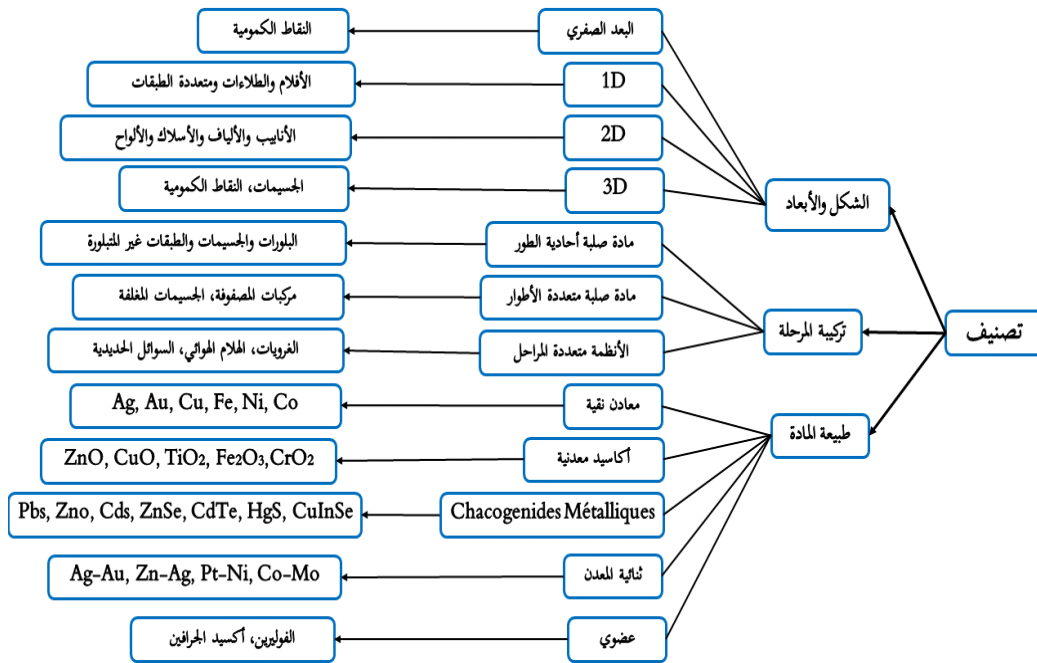 تصنيف
الشكل والأبعاد
البعد الصفري
النقاط الكمومية
1D
الأفلام والطلاءات ومتعددة الطبقات
2D
الأنابيب والألياف والأسلاك والألواح
3D
الجسيمات، النقاط الكمومية
تركيبة المرحلة
مادة صلبة أحادية الطور
البلورات والجسيمات والطبقات غير المتبلورة
مادة صلبة متعددة الأطوار
مركبات المصفوفة، الجسيمات المغلفة
الأنظمة متعددة المراحل
الغرويات، الهلام الهوائي، السوائل الحديدية
طبيعة المادة
معادن نقية
Ag, Au, Cu, Fe, Ni, Co
أكاسيد معدنية
ZnO, CuO, TiO₂, Fe₂O₃,CrO₂
Chacogenides Métalliques
Pbs, Zno, Cds, ZnSe, CdTe, HgS, CuInSe
ثنائية المعدن
Ag-Au, Zn-Ag, Pt-Ni, Co-Mo
عضوي
الفوليرين، أكسيد الجرافين